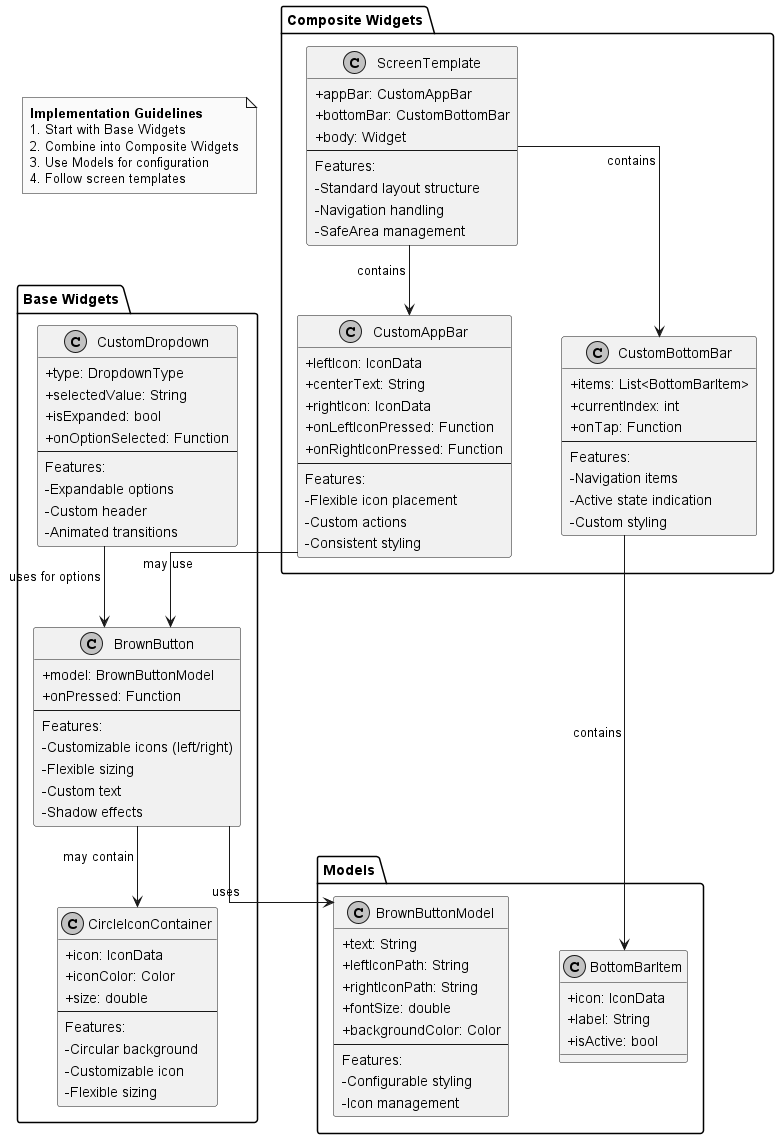 Composite Widgets
C ScreenTemplate
+appBar: CustomAppBar
+bottomBar: CustomBottomBar
+body: Widget
Features:
-Standard layout structure
-Navigation handling
-SafeArea management
Implementation Guidelines
1. Start with Base Widgets
2. Combine into Composite Widgets
3. Use Models for configuration
4. Follow screen templates
contains
contains
Base Widgets
C CustomDropdown
+type: DropdownType
+selectedValue: String
+isExpanded: bool
+onOptionSelected: Function
Features:
-Expandable options
-Custom header
-Animated transitions
C CustomAppBar
+leftIcon: IconData
+centerText: String
+rightIcon: IconData
+onLeftIconPressed: Function
+onRightIconPressed: Function
Features:
-Flexible icon placement
-Custom actions
-Consistent styling
C CustomBottomBar
+items: List<BottomBarItem>
+currentIndex: int
+onTap: Function
Features:
-Navigation items
-Active state indication
-Custom styling
uses for options
may use
C BrownButton
+model: BrownButtonModel
+onPressed: Function
Features:
-Customizable icons (left/right)
-Flexible sizing
-Custom text
-Shadow effects
contains
may contain
uses
C CircleIconContainer
+icon: IconData
+iconColor: Color
+size: double
Features:
-Circular background
-Customizable icon
-Flexible sizing
Models
C BrownButtonModel
+text: String
+leftIconPath: String
+rightIconPath: String
+fontSize: double
+backgroundColor: Color
Features:
-Configurable styling
-Icon management
C BottomBarItem
+icon: IconData
+label: String
+isActive: bool